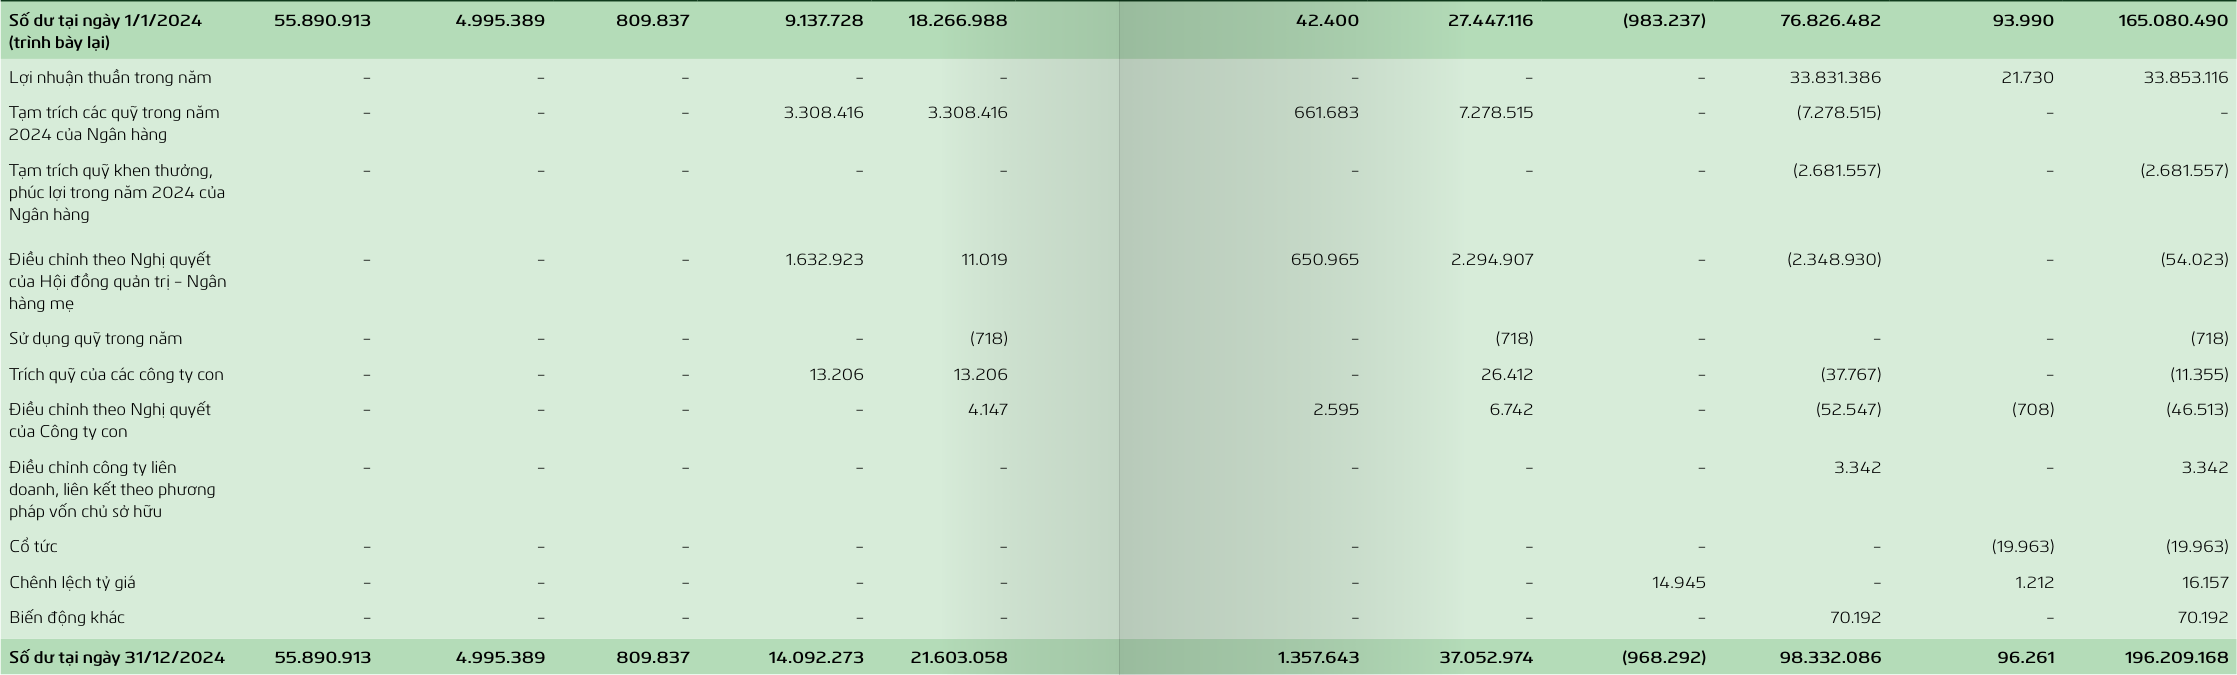 Số dư tại ngày 1/1/2024 55.890.913 4.995.389 809.837 9.137.728 18.266.988 42.400 27.447.116 (983.237) 76.826.482 93.990 165.080.490
(trình bày lại)
Lợi nhuận thuần trong năm – – – – – – – – 33.831.386 21.730 33.853.116
Tạm trích các quỹ trong năm – – – 3.308.416 3.308.416 661.683 7.278.515 – (7.278.515) – –
2024 của Ngân hàng
Tạm trích quỹ khen thưởng, – – – – – – – – (2.681.557) – (2.681.557)
phúc lợi trong năm 2024 của
Ngân hàng
Điều chỉnh theo Nghị quyết – – – 1.632.923 11.019 650.965 2.294.907 – (2.348.930) – (54.023)
của Hội đồng quản trị – Ngân
hàng mẹ
Sử dụng quỹ trong năm – – – – (718) – (718) – – – (718)
Trích quỹ của các công ty con – – – 13.206 13.206 – 26.412 – (37.767) – (11.355)
Điều chỉnh theo Nghị quyết – – – – 4.147 2.595 6.742 – (52.547) (708) (46.513)
của Công ty con
Điều chỉnh công ty liên – – – – – – – – 3.342 – 3.342
doanh, liên kết theo phương
pháp vốn chủ sở hữu
Cổ tức – – – – – – – – – (19.963) (19.963)
Chênh lệch tỷ giá – – – – – – – 14.945 – 1.212 16.157
Biến động khác – – – – – – – – 70.192 – 70.192
Số dư tại ngày 31/12/2024 55.890.913 4.995.389 809.837 14.092.273 21.603.058 1.357.643 37.052.974 (968.292) 98.332.086 96.261 196.209.168